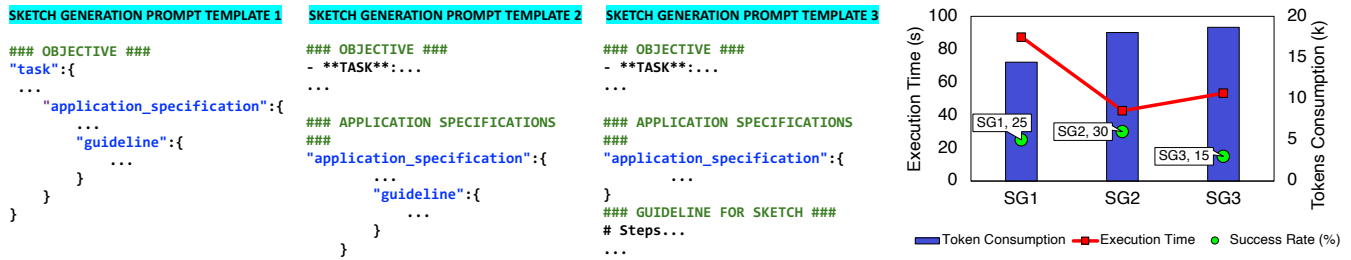 SKETCH GENERATION PROMPT TEMPLATE 1
### OBJECTIVE ###
"task":{
...
"application_specification":{
...
"guideline":{
...
}
}
}
SKETCH GENERATION PROMPT TEMPLATE 2
### OBJECTIVE ###
- **TASK**:...
...
### APPLICATION SPECIFICATIONS
###
"application_specification":{
...
"guideline":{
...
}
}
SKETCH GENERATION PROMPT TEMPLATE 3
### OBJECTIVE ###
- **TASK**:...
...
### APPLICATION SPECIFICATIONS
###
"application_specification":{
...
}
### GUIDELINE FOR SKETCH ###
# Steps...
...
Execution Time (s)
100
80
60
40
20
0
SG1, 25
SG2, 30
SG3, 15
20
15
10
5
0
Tokens Consumption (k)
SG1 SG2 SG3
Token Consumption Execution Time Success Rate (%)